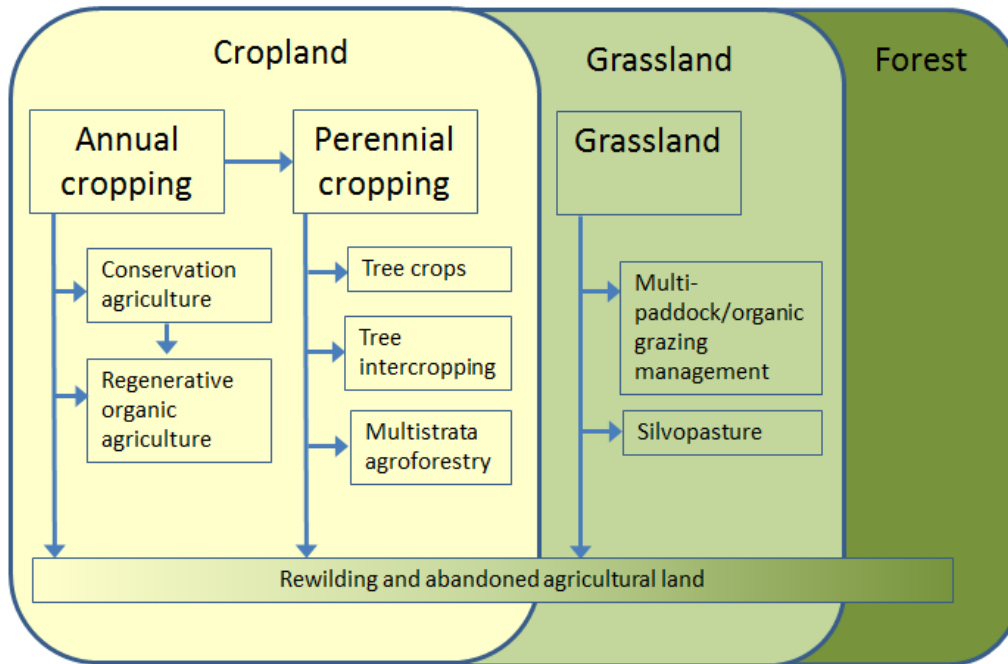 Cropland
Grassland
Forest
Annual
cropping
Perennial
cropping
Grassland
Conservation
agriculture
Regenerative
organic
agriculture
Tree crops
Tree
intercropping
Multistrata
agroforestry
Multi-
paddock/organic
grazing
management
Silvopasture
Rewilding and abandoned agricultural land